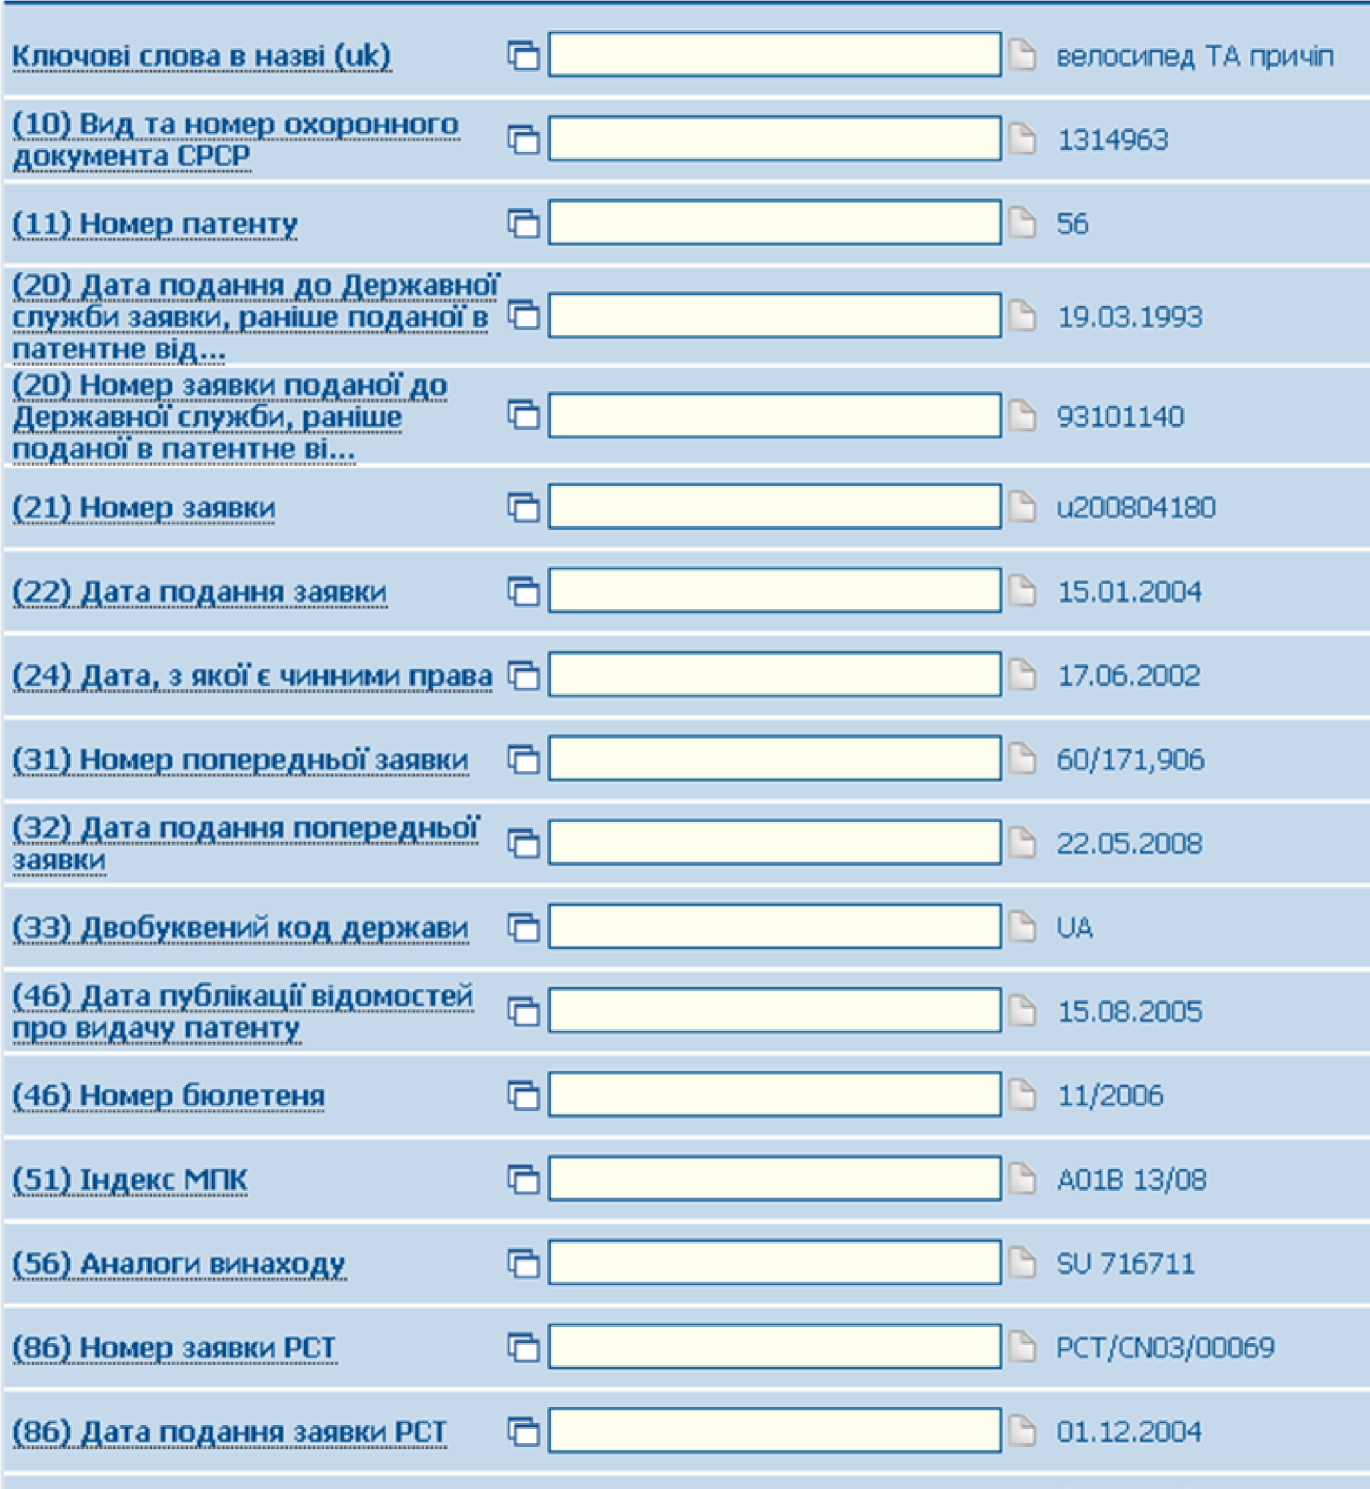 Ключові слова в назві (uk) велосипед ТА причіп
(10) Вид та номер охоронного
документа СРСР 1314963
(11) Номер патенту 56
(20) Дата подання до Державної
служби заявки, раніше поданої в 19.03.1993
патентне від...
(20) Номер заявки поданої до
Державної служби, раніше 93101140
поданої в патентне ві...
(21) Номер заявки u200804180
(22) Дата подання заявки 15.01.2004
(24) Дата, з якої є чинними права 17.06.2002
(31) Номер попередньої заявки 60/171,906
(32) Дата подання попередньої
заявки 22.05.2008
(33) Двобуквений код держави UA
(46) Дата публікації відомостей
про видачу патенту 15.08.2005
(46) Номер бюлетеня 11/2006
(51) Індекс МПК A01B 13/08
(56) Аналоги винаходу SU 716711
(86) Номер заявки PCT PCT/CN03/00069
(86) Дата подання заявки PCT 01.12.2004